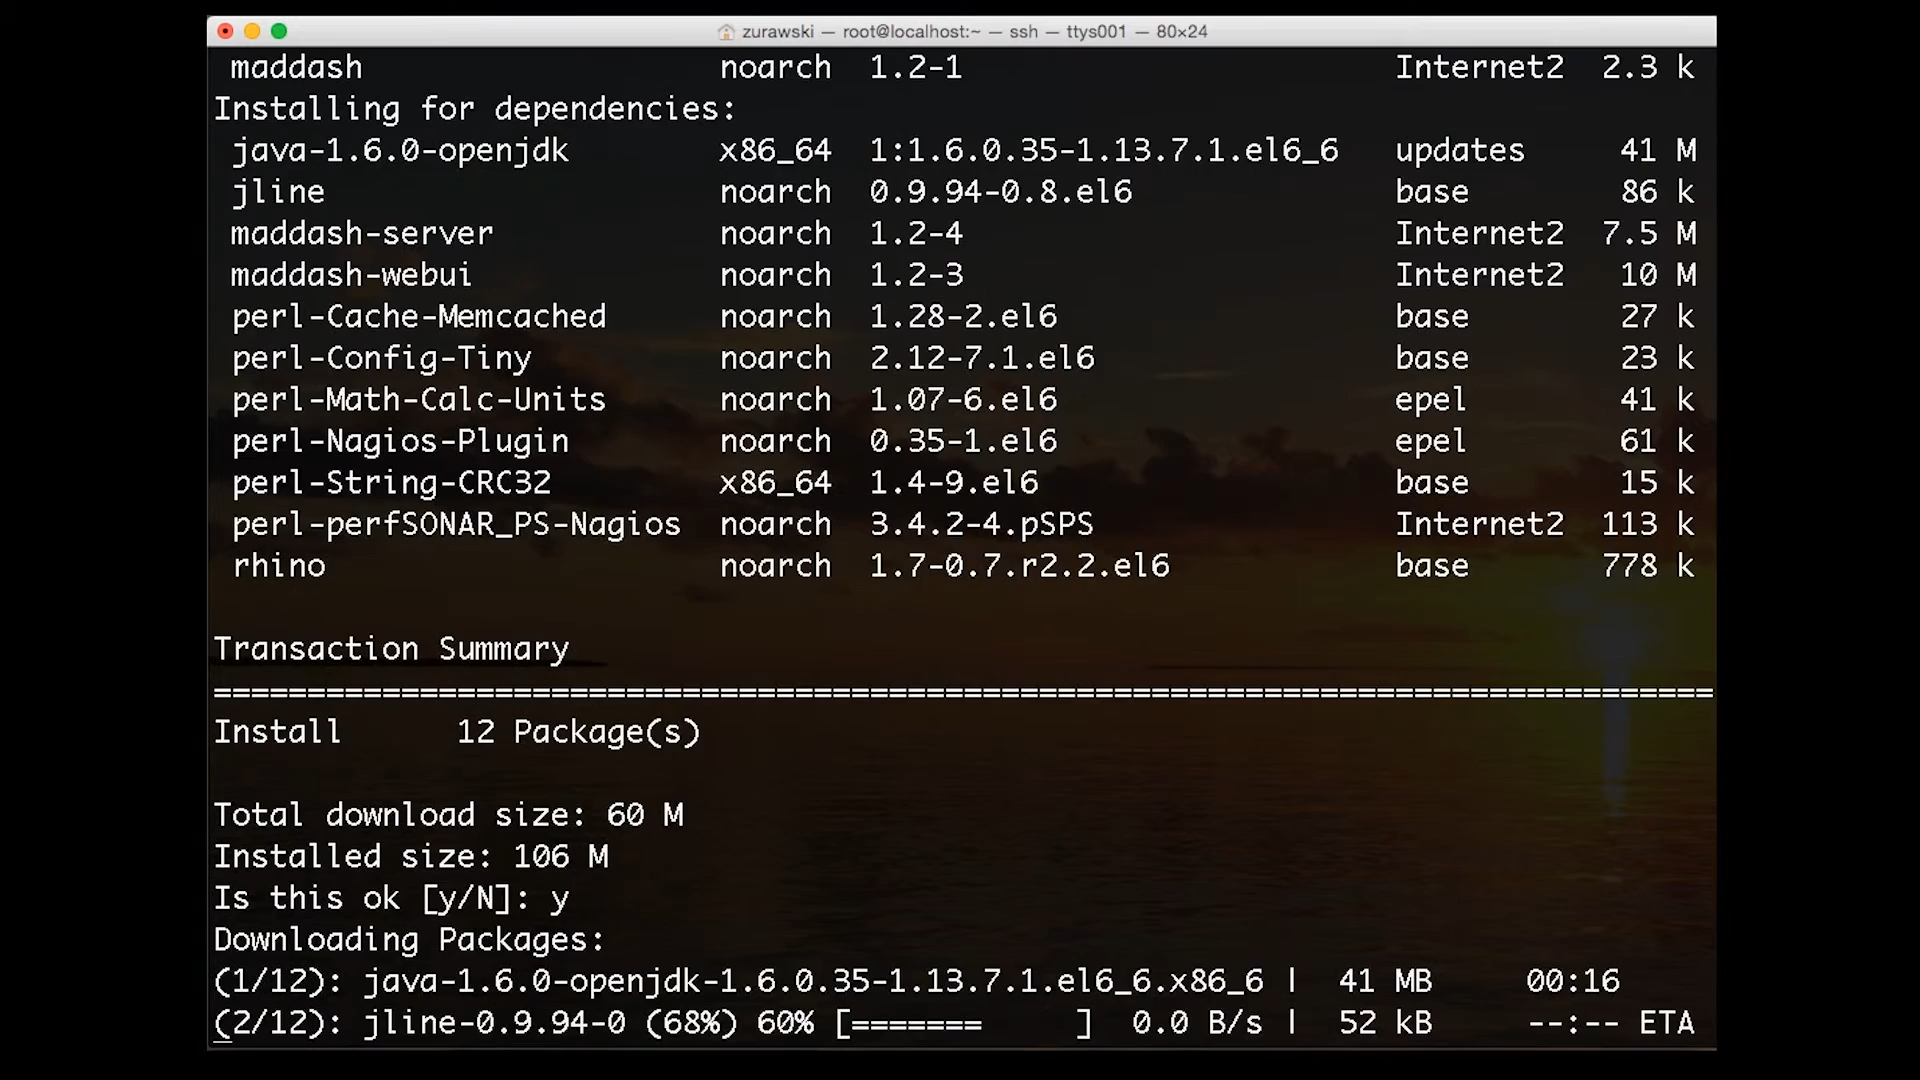 zurawski — root@localhost:~ — ssh — ttys001 — 80×24
maddash noarch 1.2-1 Internet2 2.3 k
Installing for dependencies:
java-1.6.0-openjdk x86_64 1:1.6.0.35-1.13.7.1.el6_6 updates 41 M
jline noarch 0.9.94-0.8.el6 base 86 k
maddash-server noarch 1.2-4 Internet2 7.5 M
maddash-webui noarch 1.2-3 Internet2 10 M
perl-Cache-Memcached noarch 1.28-2.el6 base 27 k
perl-Config-Tiny noarch 2.12-7.1.el6 base 23 k
perl-Math-Calc-Units noarch 1.07-6.el6 epel 41 k
perl-Nagios-Plugin noarch 0.35-1.el6 epel 61 k
perl-String-CRC32 x86_64 1.4-9.el6 base 15 k
perl-perfSONAR_PS-Nagios noarch 3.4.2-4.pSPS Internet2 113 k
rhino noarch 1.7-0.7.r2.2.el6 base 778 k
Transaction Summary
================================================================================
Install 12 Package(s)
Total download size: 60 M
Installed size: 106 M
Is this ok [y/N]: y
Downloading Packages:
(1/12): java-1.6.0-openjdk-1.6.0.35-1.13.7.1.el6_6.x86_6 | 41 MB 00:16
(2/12): jline-0.9.94-0 (68%) 60% [======= ] 0.0 B/s | 52 kB --:-- ETA